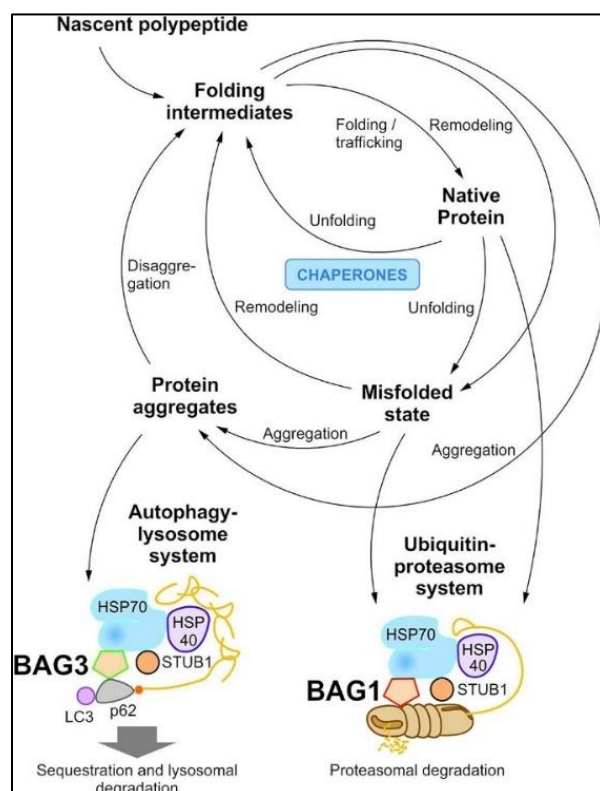 Nascent polypeptide
Folding
intermediates
Folding /
trafficking
Remodeling
Native
Protein
Unfolding
CHAPERONES
Disaggre-
gation
Remodeling
Unfolding
Protein
aggregates
Misfolded
state
Aggregation
Aggregation
Autophagy-
lysosome
system
Ubiquitin-
proteasome
system
HSP70
HSP
40
BAG3
STUB1
LC3
p62
HSP70
HSP
40
BAG1
STUB1
Sequestration and lysosomal
degradation
Proteasomal degradation